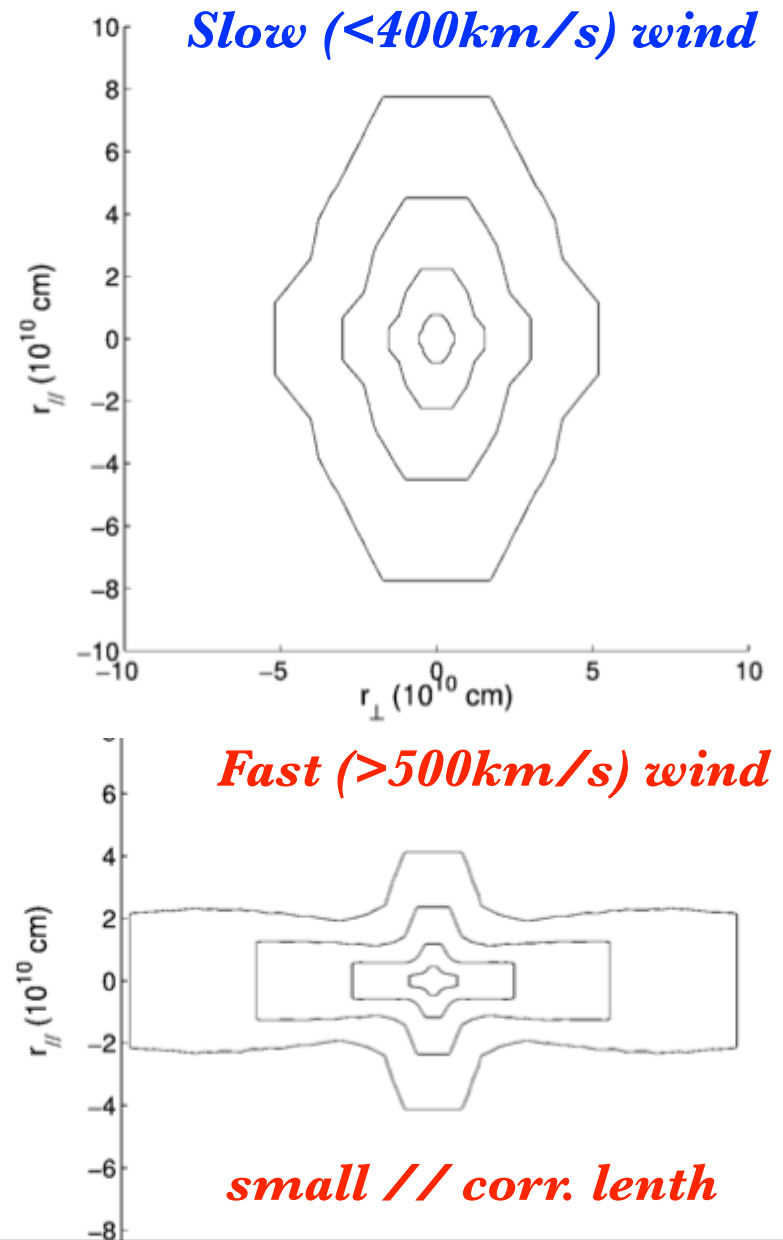 Slow (<400km/s) wind
10
8
6
4
2
0
−2
−4
−6
−8
−10
r// (10^10 cm)
−10 −5 0 5 10
r⊥ (10^10 cm)
Fast (>500km/s) wind
6
4
2
0
−2
−4
−6
−8
r// (10^10 cm)
small // corr. lenth